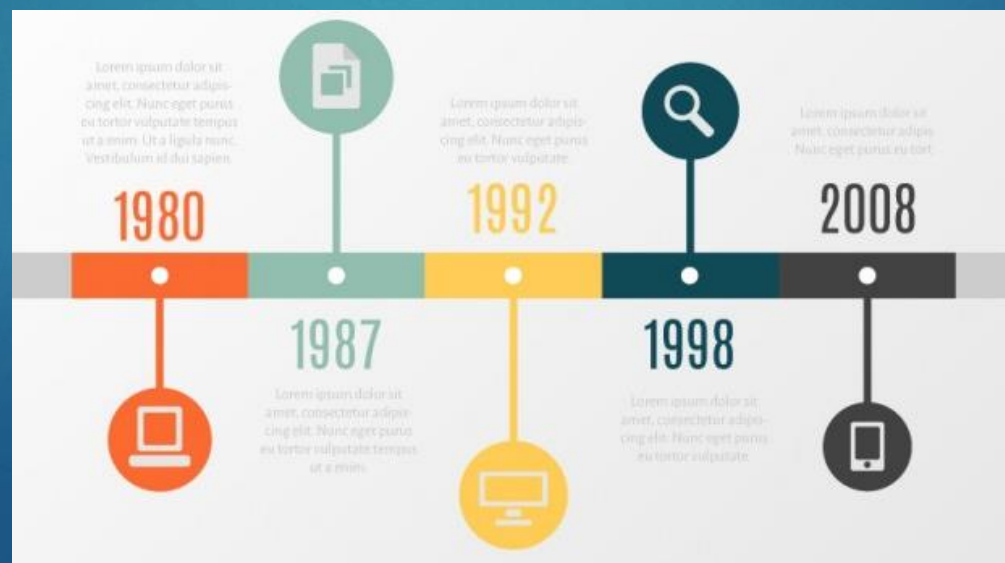 Lorem ipsum dolor sit
amet, consectetur adipis-
cing elit. Nunc eget purus
eu tortor vulputate tempus
ut a enim. Ut a ligula nunc.
Vestibulum id dui sapien.
1980
1987
Lorem ipsum dolor sit
amet, consectetur adipis-
cing elit. Nunc eget purus
eu tortor vulputate tempus
ut a enim.
Lorem ipsum dolor sit
amet, consectetur adipis-
cing elit. Nunc eget purus
eu tortor vulputate
1992
1998
Lorem ipsum dolor sit
amet, consectetur adipis-
cing elit. Nunc eget purus
eu tortor vulputate
Lorem ipsum dolor sit
amet, consectetur adipis
Nunc eget purus eu tort
2008